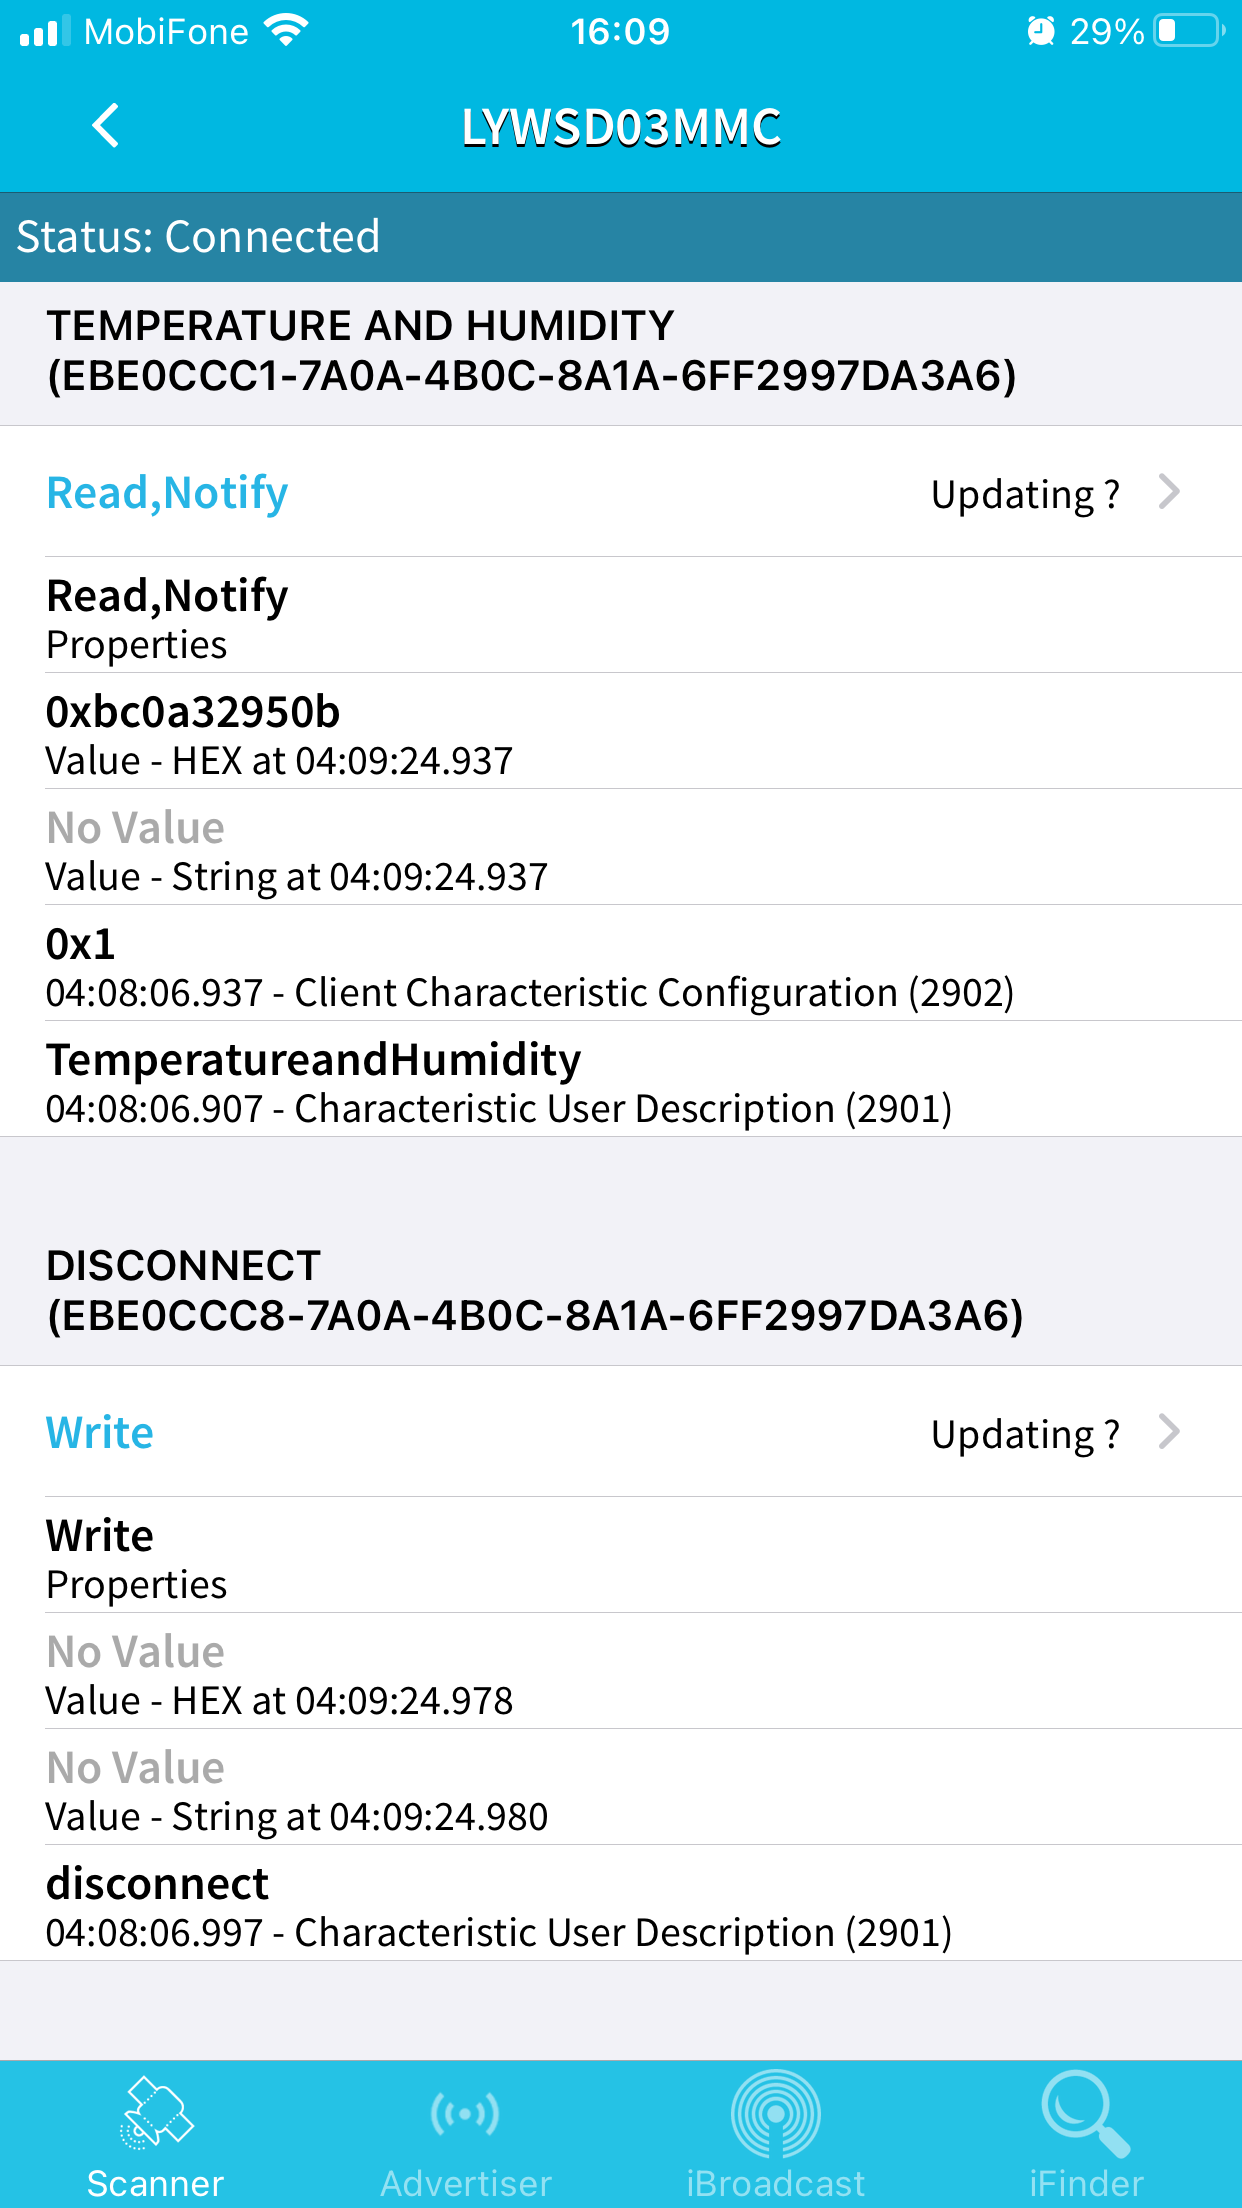 MobiFone
16:09
29%
LYWSD03MMC
Status: Connected
TEMPERATURE AND HUMIDITY
(EBE0CCC1-7A0A-4B0C-8A1A-6FF2997DA3A6)
Read,Notify
Updating ?
Read,Notify
Properties
0xbc0a32950b
Value - HEX at 04:09:24.937
No Value
Value - String at 04:09:24.937
0x1
04:08:06.937 - Client Characteristic Configuration (2902)
TemperatureandHumidity
04:08:06.907 - Characteristic User Description (2901)
DISCONNECT
(EBE0CCC8-7A0A-4B0C-8A1A-6FF2997DA3A6)
Write
Updating ?
Write
Properties
No Value
Value - HEX at 04:09:24.978
No Value
Value - String at 04:09:24.980
disconnect
04:08:06.997 - Characteristic User Description (2901)
Scanner
Advertiser
iBroadcast
iFinder